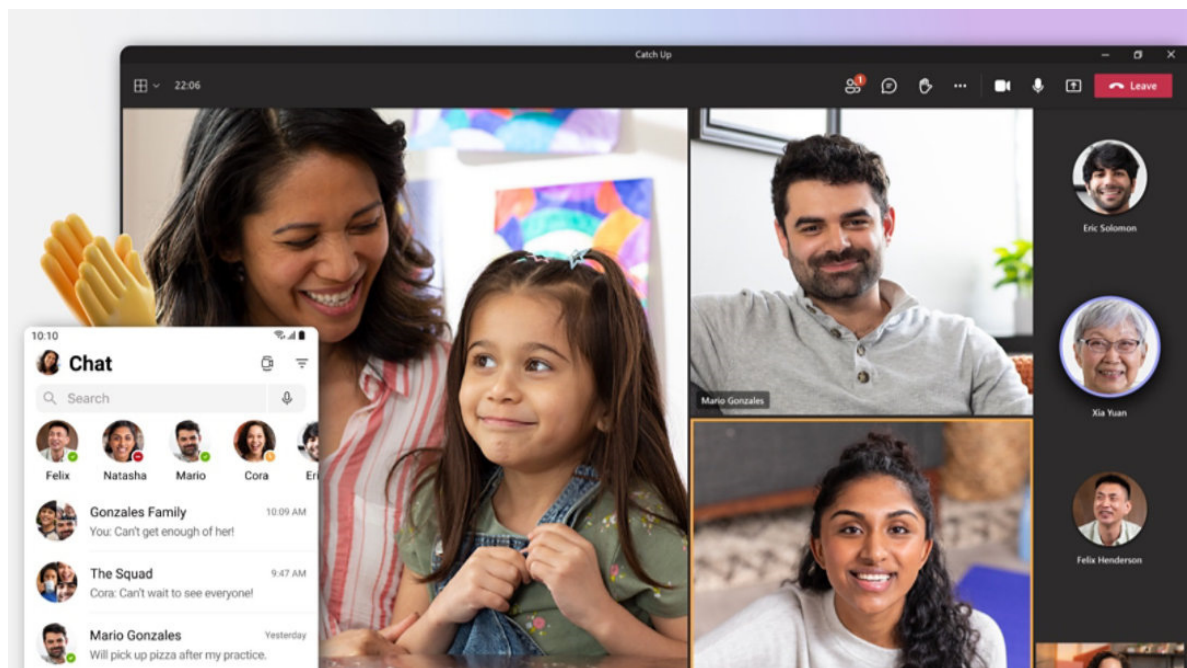 Catch Up
22:06
1
Leave
Mario Gonzales
Eric Solomon
Xia Yuan
Felix Henderson
10:10
Chat
Search
Felix Natasha Mario Cora Eri
Gonzales Family 10:09 AM
You: Can't get enough of her!
The Squad 9:47 AM
Cora: Can't wait to see everyone!
Mario Gonzales Yesterday
Will pick up pizza after my practice.